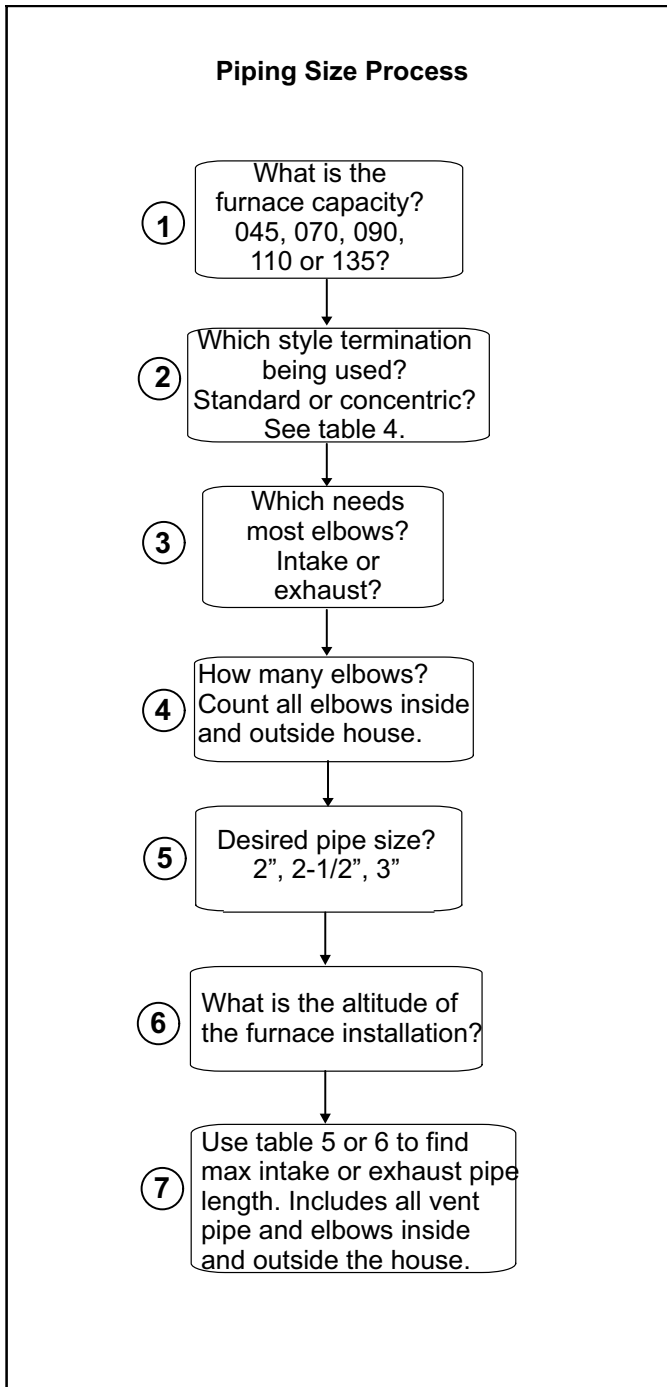 Piping Size Process
1
What is the
furnace capacity?
045, 070, 090,
110 or 135?
2
Which style termination
being used?
Standard or concentric?
See table 4.
3
Which needs
most elbows?
Intake or
exhaust?
4
How many elbows?
Count all elbows inside
and outside house.
5
Desired pipe size?
2”, 2-1/2”, 3”
6
What is the altitude of
the furnace installation?
7
Use table 5 or 6 to find
max intake or exhaust pipe
length. Includes all vent
pipe and elbows inside
and outside the house.